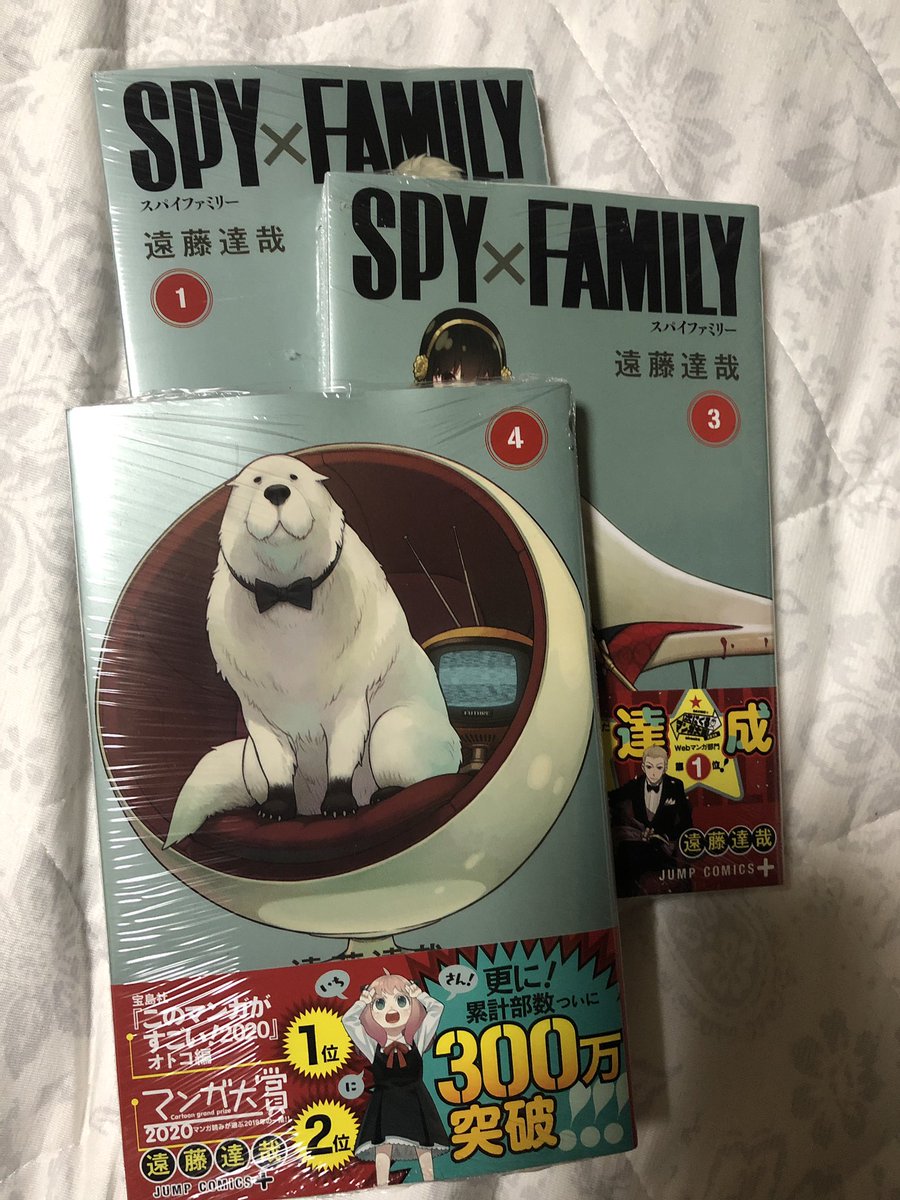 SPY×FAMILY
スパイファミリー
遠藤達哉
1
SPY×FAMILY
スパイファミリー
遠藤達哉
3
達成
Webマンガ部門
第1位!
遠藤達哉
JUMP COMICS+
4
FUTURE
遠藤達哉
宝島社
『このマンガが
すごい!2020』
オトコ編
1位
マンガ大賞
Cartoon grand prize
2020
2位
遠藤達哉
JUMP COMICS+
いち
に
さん!
更に!
累計部数ついに
300万
突破!!!